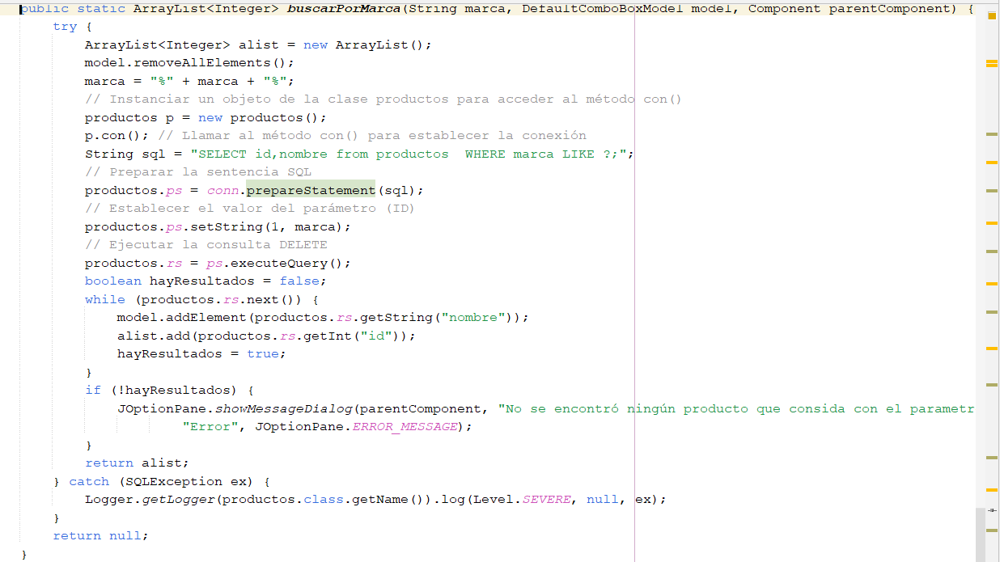 public static ArrayList<Integer> buscarPorMarca(String marca, DefaultComboBoxModel model, Component parentComponent) {
try {
ArrayList<Integer> alist = new ArrayList();
model.removeAllElements();
marca = "%" + marca + "%";
// Instanciar un objeto de la clase productos para acceder al método con()
productos p = new productos();
p.con(); // Llamar al método con() para establecer la conexión
String sql = "SELECT id,nombre from productos  WHERE marca LIKE ?;";
// Preparar la sentencia SQL
productos.ps = conn.prepareStatement(sql);
// Establecer el valor del parámetro (ID)
productos.ps.setString(1, marca);
// Ejecutar la consulta DELETE
productos.rs = ps.executeQuery();
boolean hayResultados = false;
while (productos.rs.next()) {
model.addElement(productos.rs.getString("nombre"));
alist.add(productos.rs.getInt("id"));
hayResultados = true;
}
if (!hayResultados) {
JOptionPane.showMessageDialog(parentComponent, "No se encontró ningún producto que consida con el parametr
"Error", JOptionPane.ERROR_MESSAGE);
}
return alist;
} catch (SQLException ex) {
Logger.getLogger(productos.class.getName()).log(Level.SEVERE, null, ex);
}
return null;
}